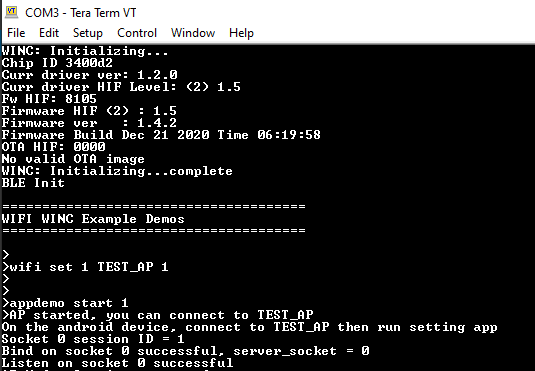 COM3 - Tera Term VT
File Edit Setup Control Window Help
WINC: Initializing...
Chip ID 3400d2
Curr driver ver: 1.2.0
Curr driver HIF Level: (2) 1.5
Fw HIF: 8105
Firmware HIF (2) : 1.5
Firmware ver   : 1.4.2
Firmware Build Dec 21 2020 Time 06:19:58
OTA HIF: 0000
No valid OTA image
WINC: Initializing...complete
BLE Init
======================================
WIFI WINC Example Demos
======================================
>
>wifi set 1 TEST_AP 1
>
>
>appdemo start 1
>AP started, you can connect to TEST_AP
On the android device, connect to TEST_AP then run setting app
Socket 0 session ID = 1
Bind on socket 0 successful, server_socket = 0
Listen on socket 0 successful